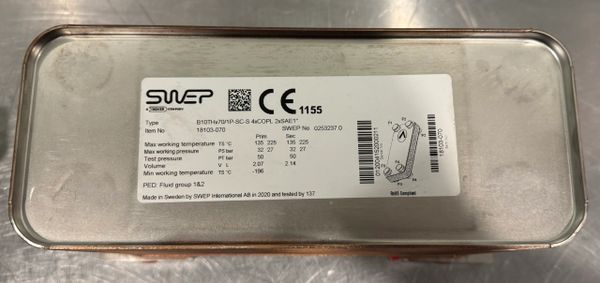 SWEP
A DOVER COMPANY
CE 1155
Type B10THx70/1P-SC-S 4xCOPL 2xSAE1"
Item No 18103-070 SWEP No. 0253237.0
Prim. Sec.
Max working temperature TS °C 135 225 135 225
Max working pressure PS bar 32 27 32 27
Test pressure PT bar 50 50
Volume V L 2.07 2.14
Min working temperature TS °C -196
PED: Fluid group 1&2
Made in Sweden by SWEP International AB in 2020 and tested by 137
18103-070
RoHS Compliant